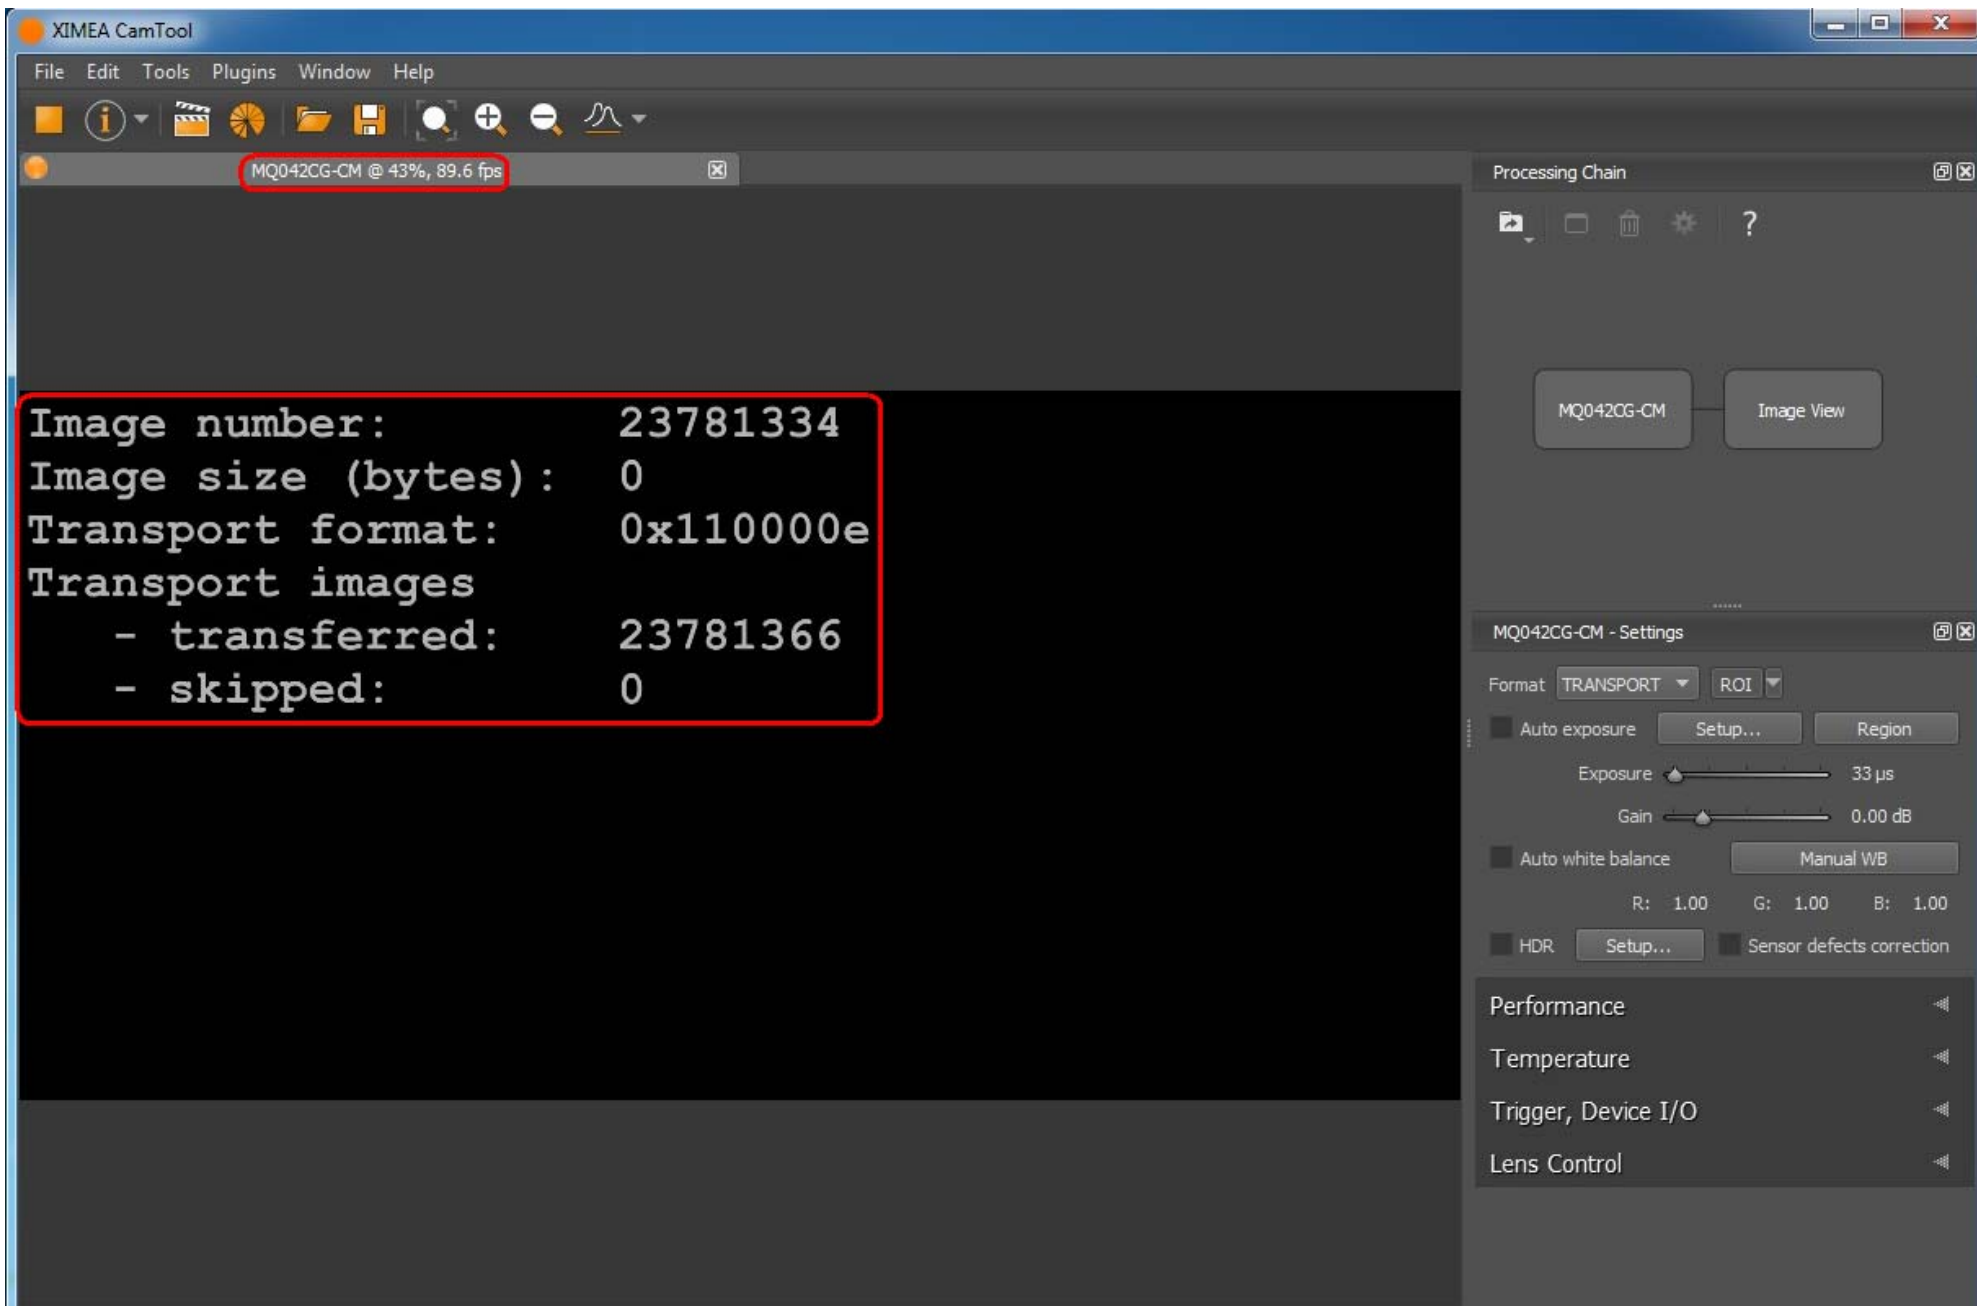 XIMEA CamTool
File Edit Tools Plugins Window Help
MQ042CG-CM @ 43%, 89.6 fps
Image number: 23781334
Image size (bytes): 0
Transport format: 0x110000e
Transport images
- transferred: 23781366
- skipped: 0
Processing Chain
?
MQ042CG-CM
Image View
MQ042CG-CM - Settings
Format TRANSPORT ROI
Auto exposure Setup... Region
Exposure 33 µs
Gain 0.00 dB
Auto white balance Manual WB
R: 1.00 G: 1.00 B: 1.00
HDR Setup... Sensor defects correction
Performance
Temperature
Trigger, Device I/O
Lens Control